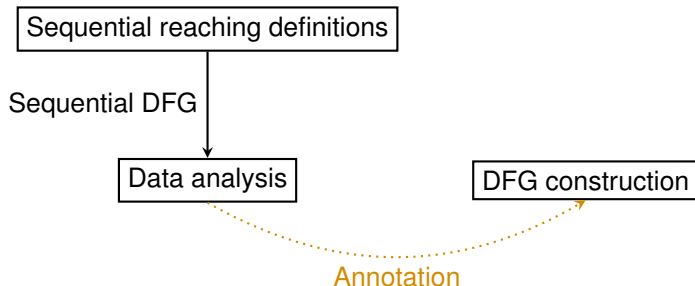 Sequential reaching definitions
Sequential DFG
Data analysis
DFG construction
Annotation